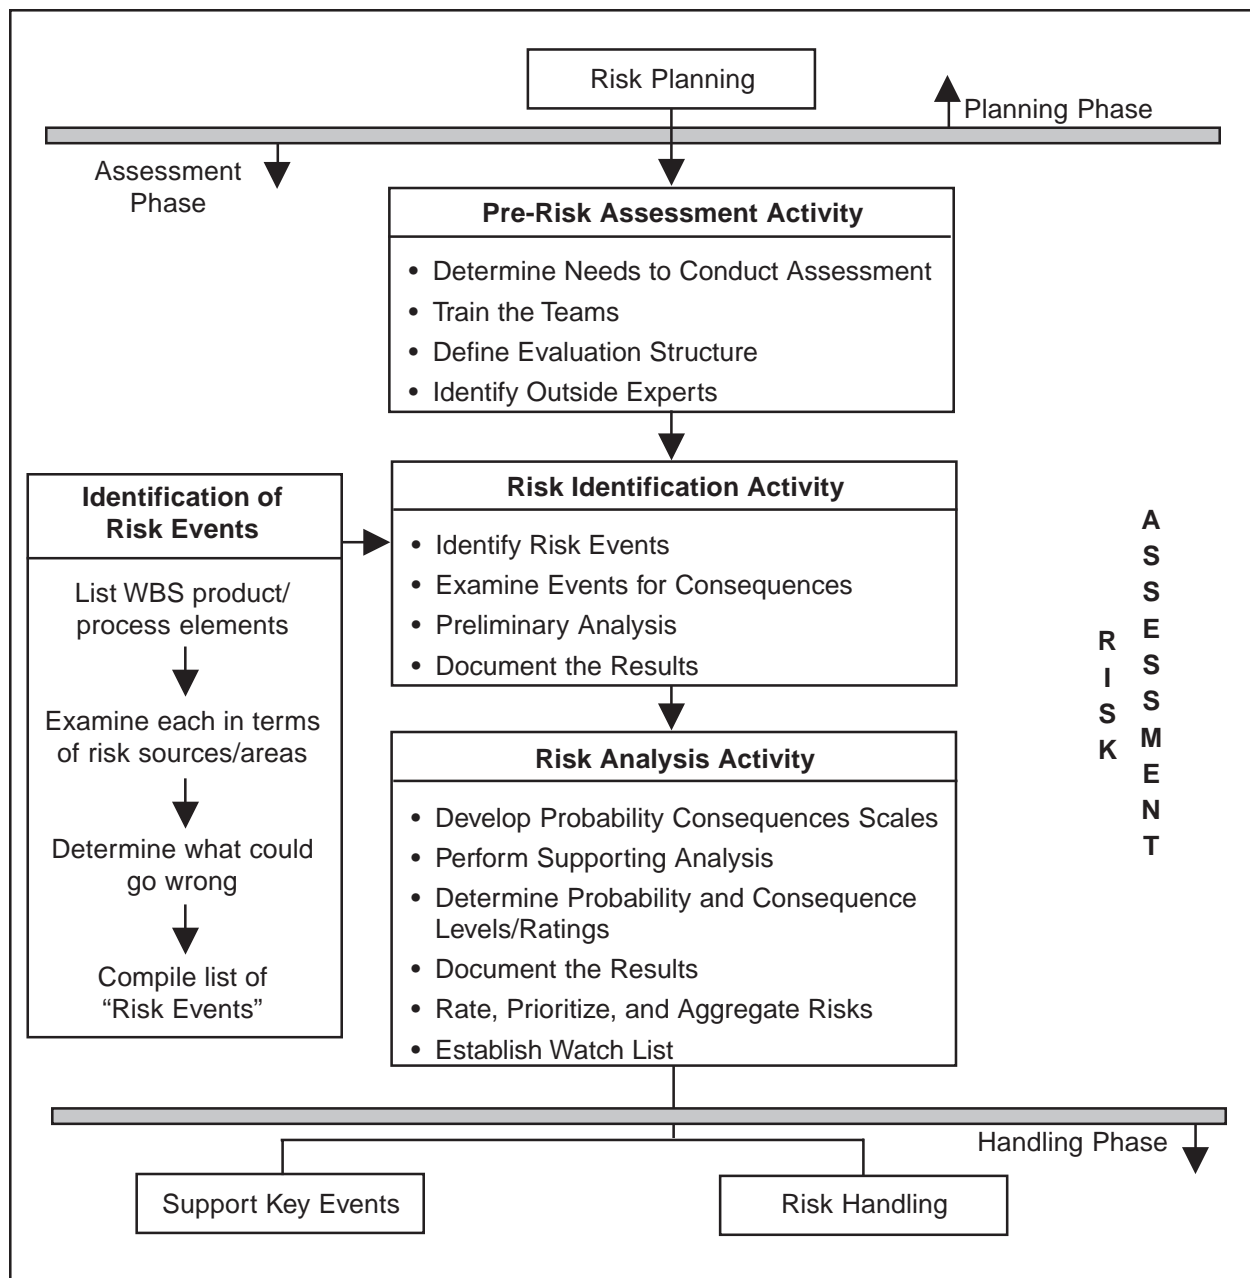 Risk Planning
Planning Phase
Assessment
Phase
Pre-Risk Assessment Activity
• Determine Needs to Conduct Assessment
• Train the Teams
• Define Evaluation Structure
• Identify Outside Experts
Identification of
Risk Events
List WBS product/
process elements
Examine each in terms
of risk sources/areas
Determine what could
go wrong
Compile list of
“Risk Events”
Risk Identification Activity
• Identify Risk Events
• Examine Events for Consequences
• Preliminary Analysis
• Document the Results
Risk Analysis Activity
• Develop Probability Consequences Scales
• Perform Supporting Analysis
• Determine Probability and Consequence
Levels/Ratings
• Document the Results
• Rate, Prioritize, and Aggregate Risks
• Establish Watch List
RISK
ASSESSMENT
Handling Phase
Support Key Events
Risk Handling